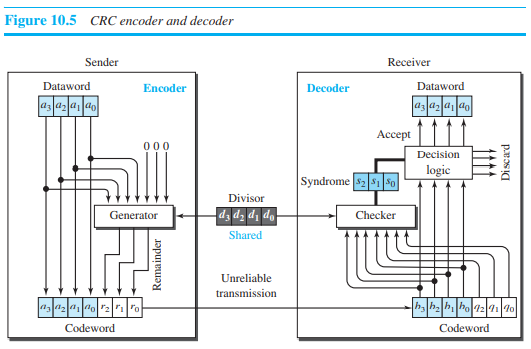 Figure 10.5 CRC encoder and decoder
Sender
Receiver
Dataword
Encoder
a3 a2 a1 a0
0 0 0
Generator
Remainder
a3 a2 a1 a0 r2 r1 r0
Codeword
Divisor
d3 d2 d1 d0
Shared
Unreliable
transmission
Decoder
Dataword
a3 a2 a1 a0
Accept
Decision
logic
Discard
Syndrome s2 s1 s0
Checker
b3 b2 b1 b0 q2 q1 q0
Codeword